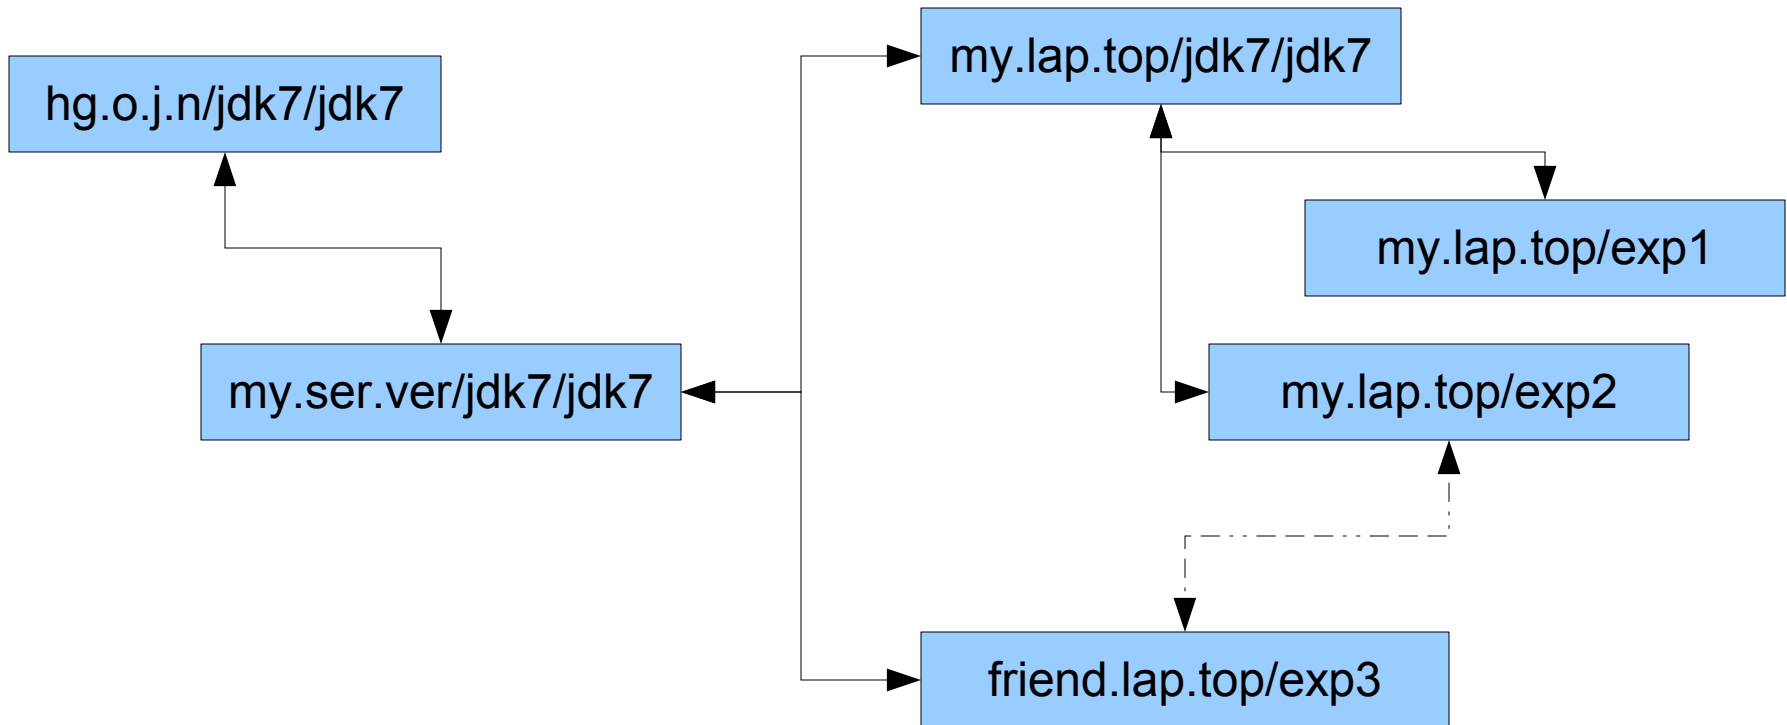 hg.o.j.n/jdk7/jdk7
my.lap.top/jdk7/jdk7
my.lap.top/exp1
my.ser.ver/jdk7/jdk7
my.lap.top/exp2
friend.lap.top/exp3